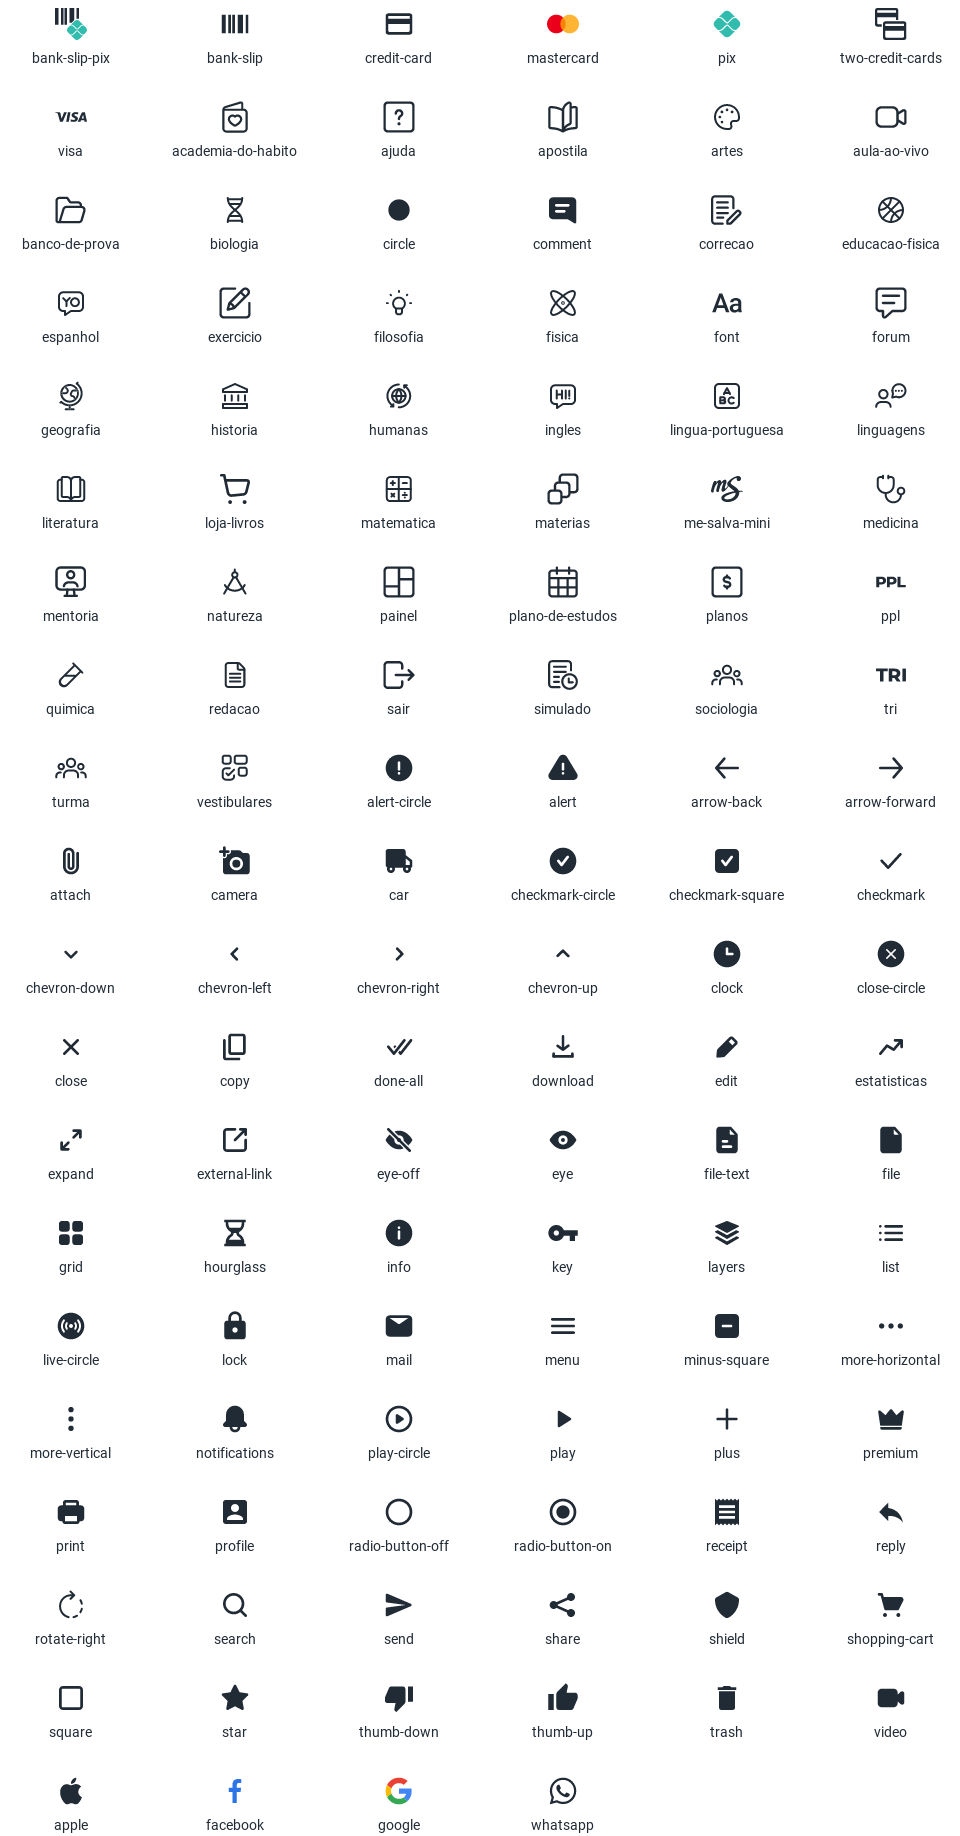 bank-slip-pix bank-slip credit-card mastercard pix two-credit-cards
VISA ?
visa academia-do-habito ajuda apostila artes aula-ao-vivo
banco-de-prova biologia circle comment correcao educacao-fisica
YO Aa
espanhol exercicio filosofia fisica font forum
HI! A BC
geografia historia humanas ingles lingua-portuguesa linguagens
mS
literatura loja-livros matematica materias me-salva-mini medicina
$ PPL
mentoria natureza painel plano-de-estudos planos ppl
TRI
quimica redacao sair simulado sociologia tri
turma vestibulares alert-circle alert arrow-back arrow-forward
attach camera car checkmark-circle checkmark-square checkmark
chevron-down chevron-left chevron-right chevron-up clock close-circle
close copy done-all download edit estatisticas
expand external-link eye-off eye file-text file
grid hourglass info key layers list
live-circle lock mail menu minus-square more-horizontal
more-vertical notifications play-circle play plus premium
print profile radio-button-off radio-button-on receipt reply
rotate-right search send share shield shopping-cart
square star thumb-down thumb-up trash video
apple facebook google whatsapp